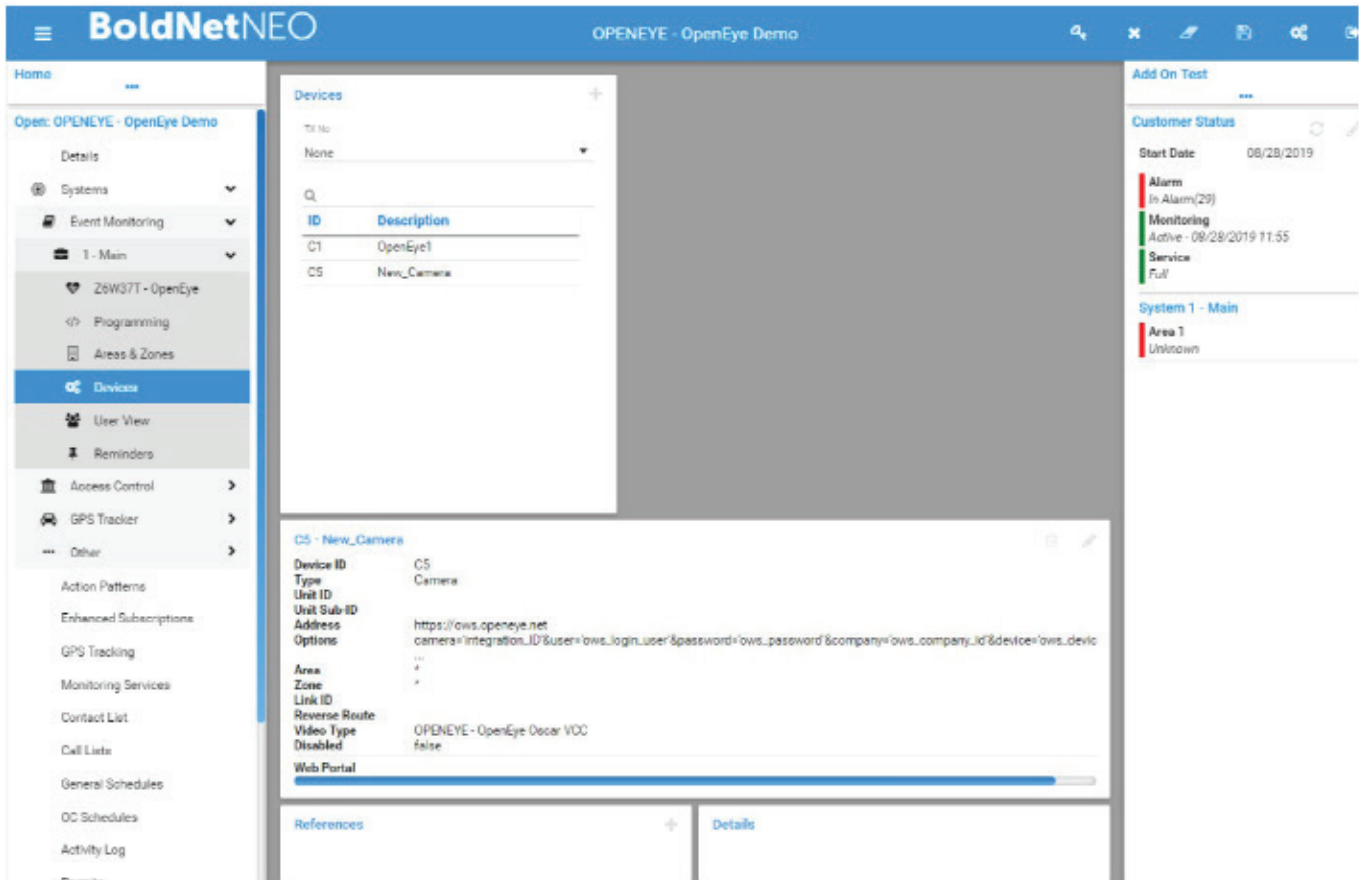 BoldNetNEO
OPENEYE - OpenEye Demo
Home
Open: OPENEYE - OpenEye Demo
Details
Systems
Event Monitoring
1 - Main
Z6W37T - OpenEye
Programming
Areas & Zones
Devices
User View
Reminders
Access Control
GPS Tracker
Other
Action Patterns
Enhanced Subscriptions
GPS Tracking
Monitoring Services
Contact List
Call Lists
General Schedules
OC Schedules
Activity Log
Devices
TX No
None
ID Description
C1 OpenEye1
C5 New_Camera
C5 - New_Camera
Device ID C5
Type Camera
Unit ID
Unit Sub-ID
Address https://ows.openeye.net
Options camera='integration_ID'&user='ows_login_user'&password='ows_password'&company='ows_company_id'&device='ows_devic
...
Area *
Zone *
Link ID
Reverse Route
Video Type OPENEYE - OpenEye Oscar VCC
Disabled false
Web Portal
References
Details
Add On Test
Customer Status
Start Date 08/28/2019
Alarm
In Alarm(29)
Monitoring
Active - 08/28/2019 11:55
Service
Full
System 1 - Main
Area 1
Unknown